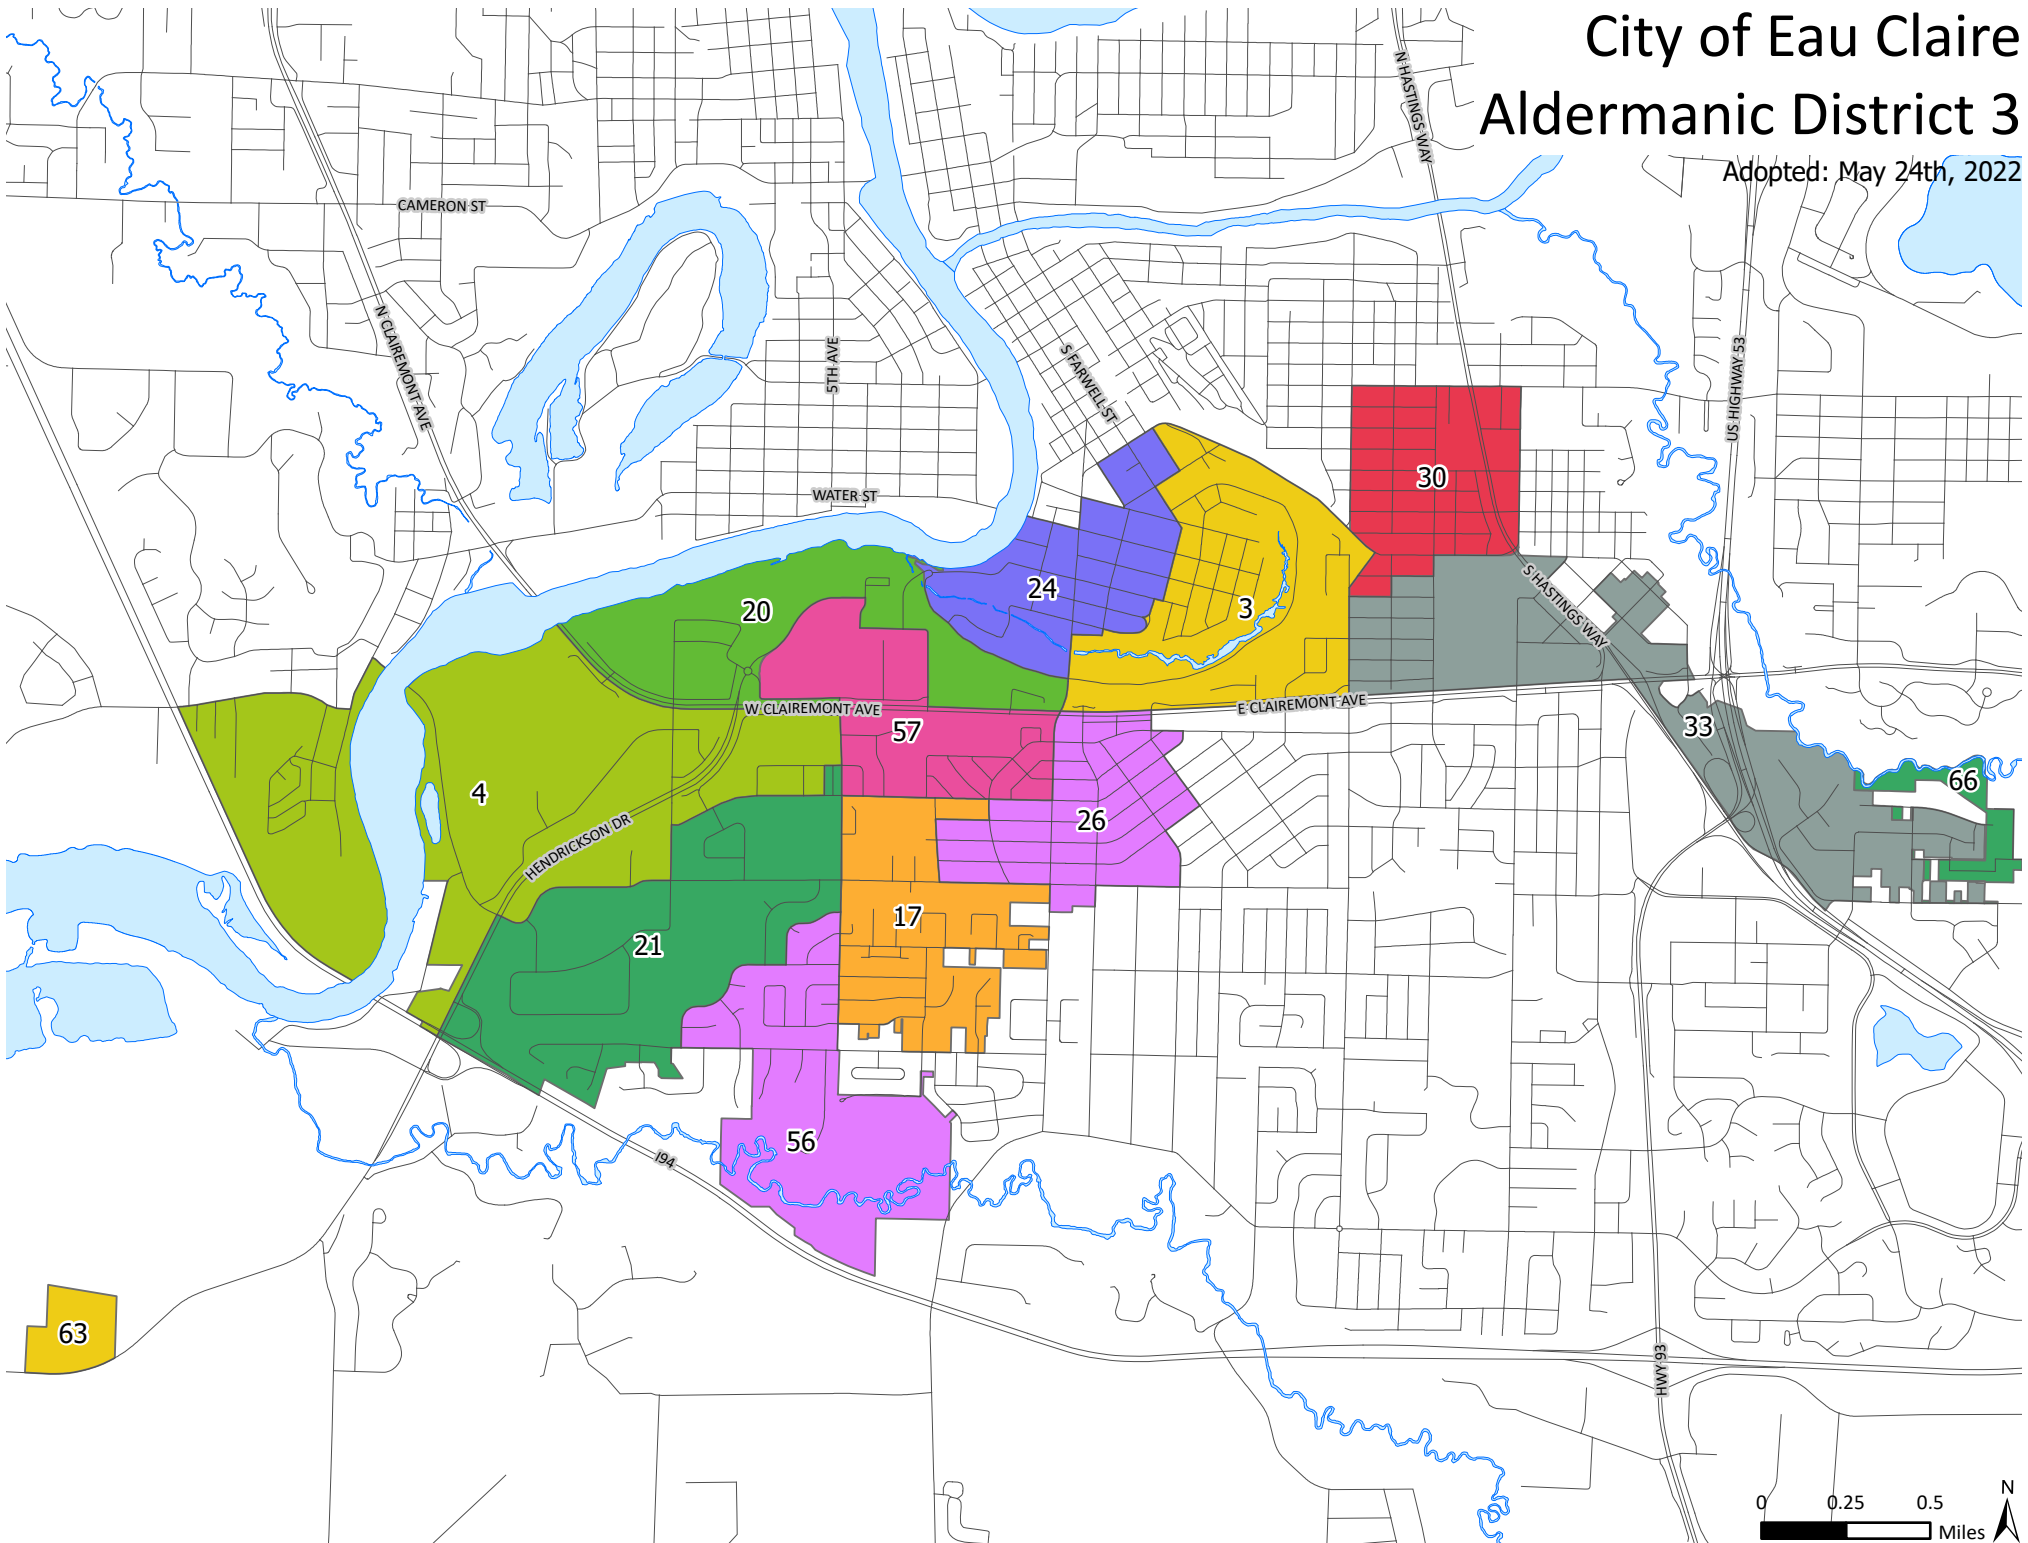 City of Eau Claire
Aldermanic District 3
Adopted: May 24th, 2022
N HASTINGS WAY
CAMERON ST
N CLAIREMONT AVE
5TH AVE
S FARWELL ST
US HIGHWAY 53
WATER ST
30
24
20
3
S HASTINGS WAY
W CLAIREMONT AVE
E CLAIREMONT AVE
57
33
4
66
26
HENDRICKSON DR
17
21
56
I94
63
HWY 93
N
0 0.25 0.5
Miles